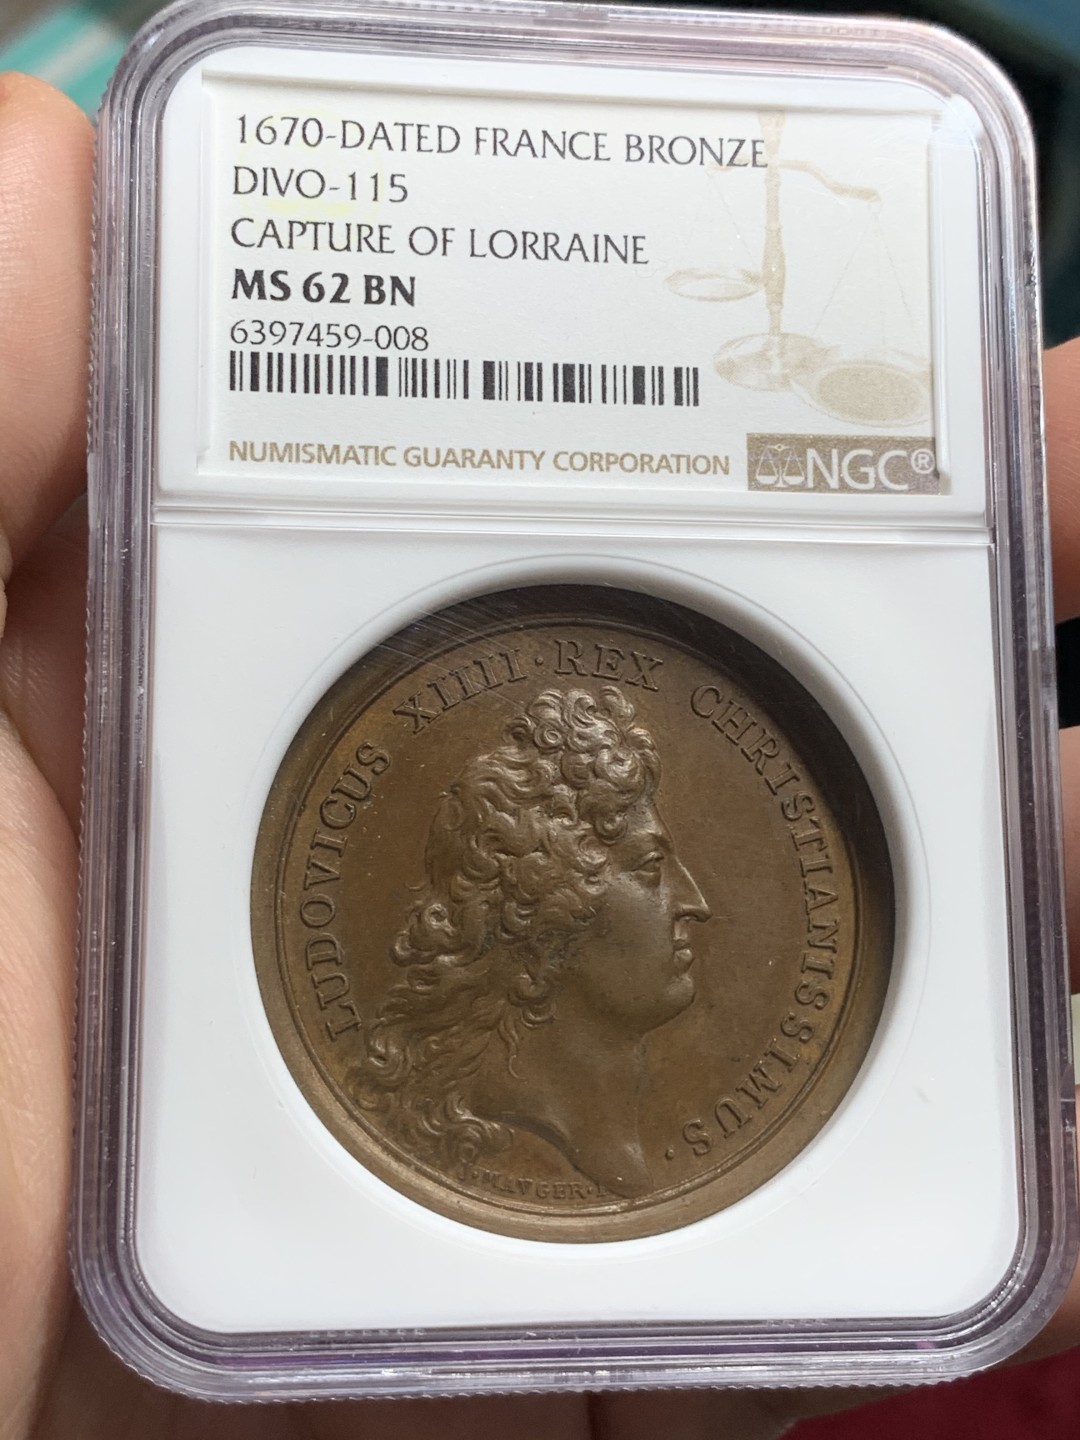 1670-DATED FRANCE BRONZE
DIVO-115
CAPTURE OF LORRAINE
MS 62 BN
6397459-008
NUMISMATIC GUARANTY CORPORATION
NGC®
LUDOVICUS XIIII · REX CHRISTIANISSIMUS ·
MAVGER ·